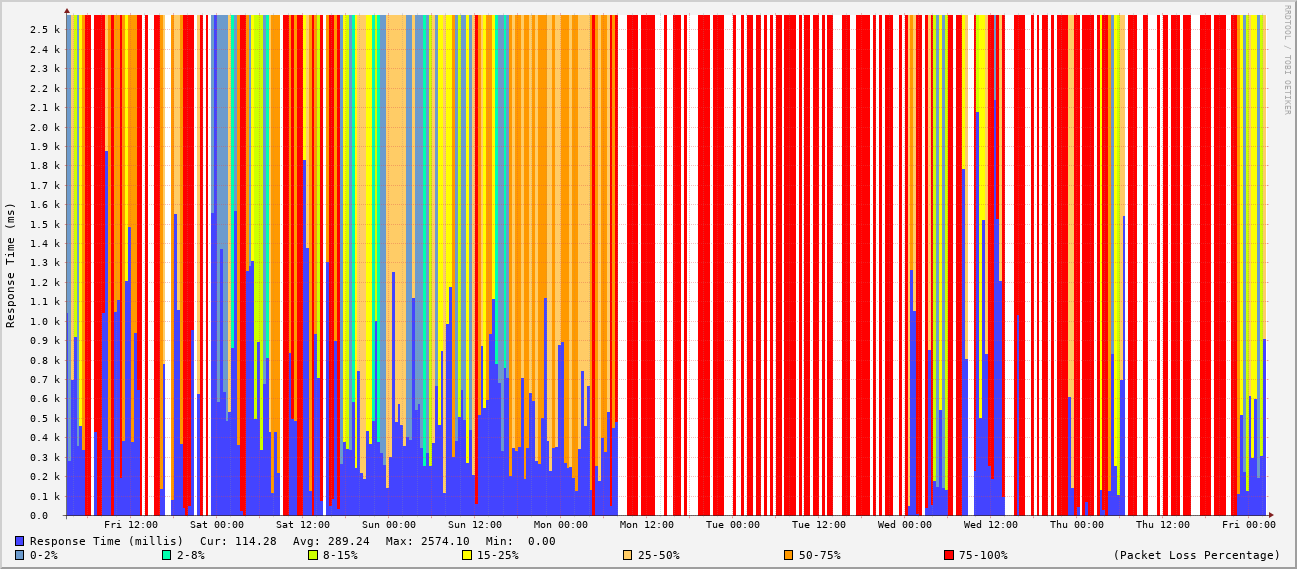 RRDTOOL / TOBI OETIKER
Response Time (ms)
2.5 k
2.4 k
2.3 k
2.2 k
2.1 k
2.0 k
1.9 k
1.8 k
1.7 k
1.6 k
1.5 k
1.4 k
1.3 k
1.2 k
1.1 k
1.0 k
0.9 k
0.8 k
0.7 k
0.6 k
0.5 k
0.4 k
0.3 k
0.2 k
0.1 k
0.0
Fri 12:00 Sat 00:00 Sat 12:00 Sun 00:00 Sun 12:00 Mon 00:00 Mon 12:00 Tue 00:00 Tue 12:00 Wed 00:00 Wed 12:00 Thu 00:00 Thu 12:00 Fri 00:00
Response Time (millis) Cur: 114.28 Avg: 289.24 Max: 2574.10 Min: 0.00
0-2% 2-8% 8-15% 15-25% 25-50% 50-75% 75-100% (Packet Loss Percentage)